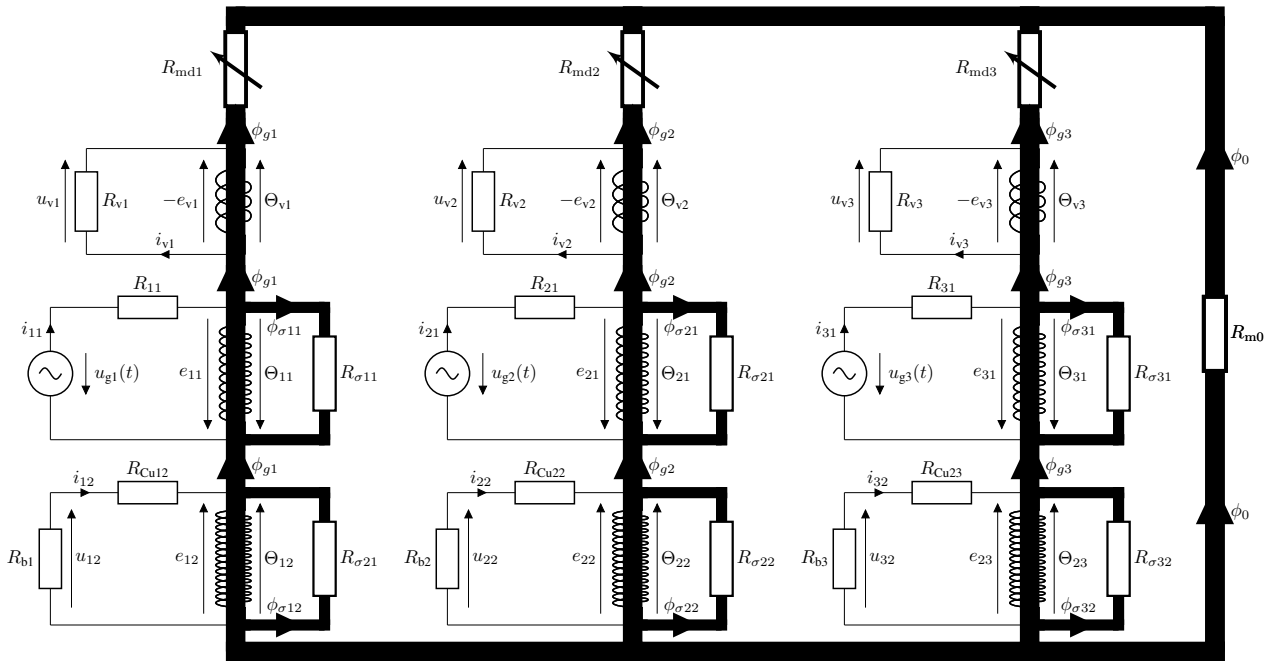 R_md1 R_md2 R_md3
ϕ_g1 ϕ_g2 ϕ_g3 ϕ_0
u_v1 R_v1 −e_v1 Θ_v1 u_v2 R_v2 −e_v2 Θ_v2 u_v3 R_v3 −e_v3 Θ_v3
i_v1 i_v2 i_v3
ϕ_g1 ϕ_g2 ϕ_g3
R_11 R_21 R_31
i_11 ϕ_σ11 i_21 ϕ_σ21 i_31 ϕ_σ31 R_m0
u_g1(t) e_11 Θ_11 R_σ11 u_g2(t) e_21 Θ_21 R_σ21 u_g3(t) e_31 Θ_31 R_σ31
ϕ_g1 ϕ_g2 ϕ_g3
i_12 R_Cu12 i_22 R_Cu22 i_32 R_Cu23
ϕ_0
R_b1 u_12 e_12 Θ_12 R_σ21 R_b2 u_22 e_22 Θ_22 R_σ22 R_b3 u_32 e_23 Θ_23 R_σ32
ϕ_σ12 ϕ_σ22 ϕ_σ32